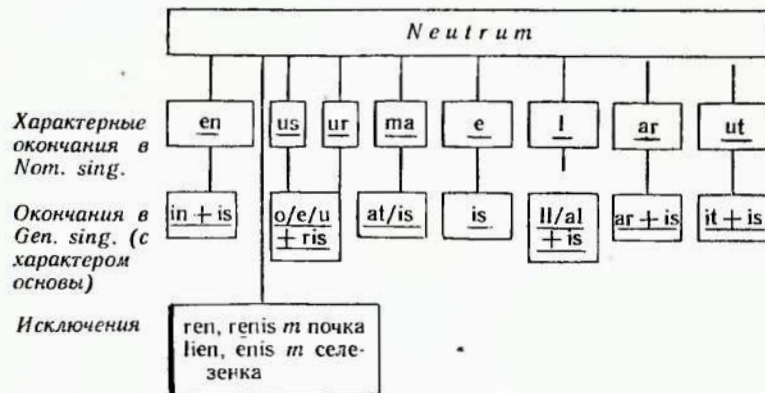 Neutrum
Характерные
окончания в
Nom. sing.
en us ur ma e l ar ut
Окончания в
Gen. sing. (с
характером
основы)
in + is
o/e/u
+ ris
at/is
is
ll/al
+ is
ar + is
it + is
Исключения
ren, renis m почка
lien, enis m селе-
зенка